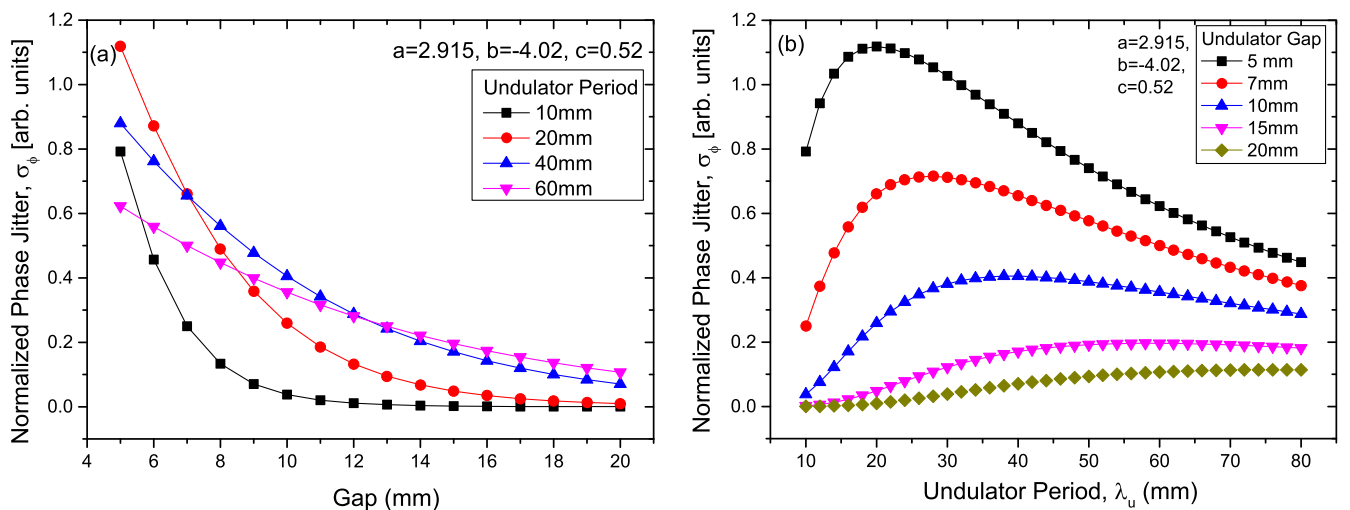 (a)
a=2.915, b=-4.02, c=0.52
Undulator Period
10mm
20mm
40mm
60mm
Normalized Phase Jitter, σϕ [arb. units]
1.2
1.0
0.8
0.6
0.4
0.2
0.0
4 6 8 10 12 14 16 18 20
Gap (mm)
(b)
a=2.915,
b=-4.02,
c=0.52
Undulator Gap
5 mm
7mm
10mm
15mm
20mm
Normalized Phase Jitter, σϕ [arb. units]
1.2
1.0
0.8
0.6
0.4
0.2
0.0
10 20 30 40 50 60 70 80
Undulator Period, λu (mm)